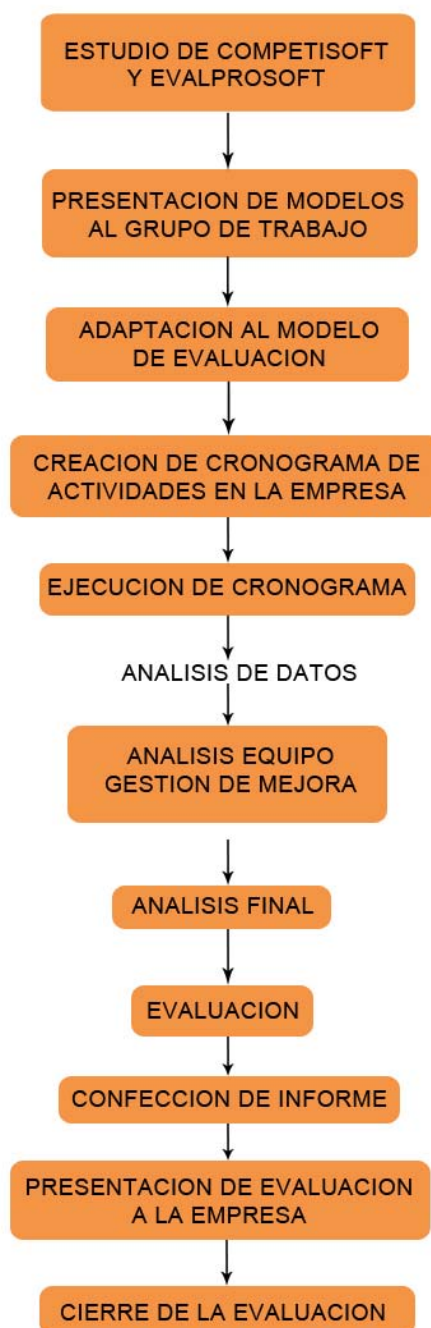 ESTUDIO DE COMPETISOFT
Y EVALPROSOFT
PRESENTACION DE MODELOS
AL GRUPO DE TRABAJO
ADAPTACION AL MODELO
DE EVALUACION
CREACION DE CRONOGRAMA DE
ACTIVIDADES EN LA EMPRESA
EJECUCION DE CRONOGRAMA
ANALISIS DE DATOS
ANALISIS EQUIPO
GESTION DE MEJORA
ANALISIS FINAL
EVALUACION
CONFECCION DE INFORME
PRESENTACION DE EVALUACION
A LA EMPRESA
CIERRE DE LA EVALUACION